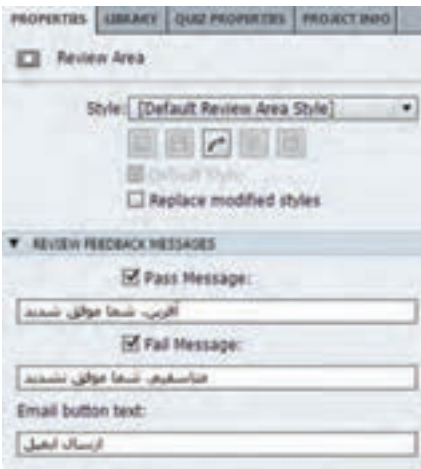 PROPERTIES LIBRARY QUIZ PROPERTIES PROJECT INFO
Review Area
Style: [Default Review Area Style]
Default Style
Replace modified styles
REVIEW FEEDBACK MESSAGES
Pass Message:
آفرین، شما موفق شدید
Fail Message:
متاسفیم، شما موفق نشدید
Email button text:
ارسال ایمیل